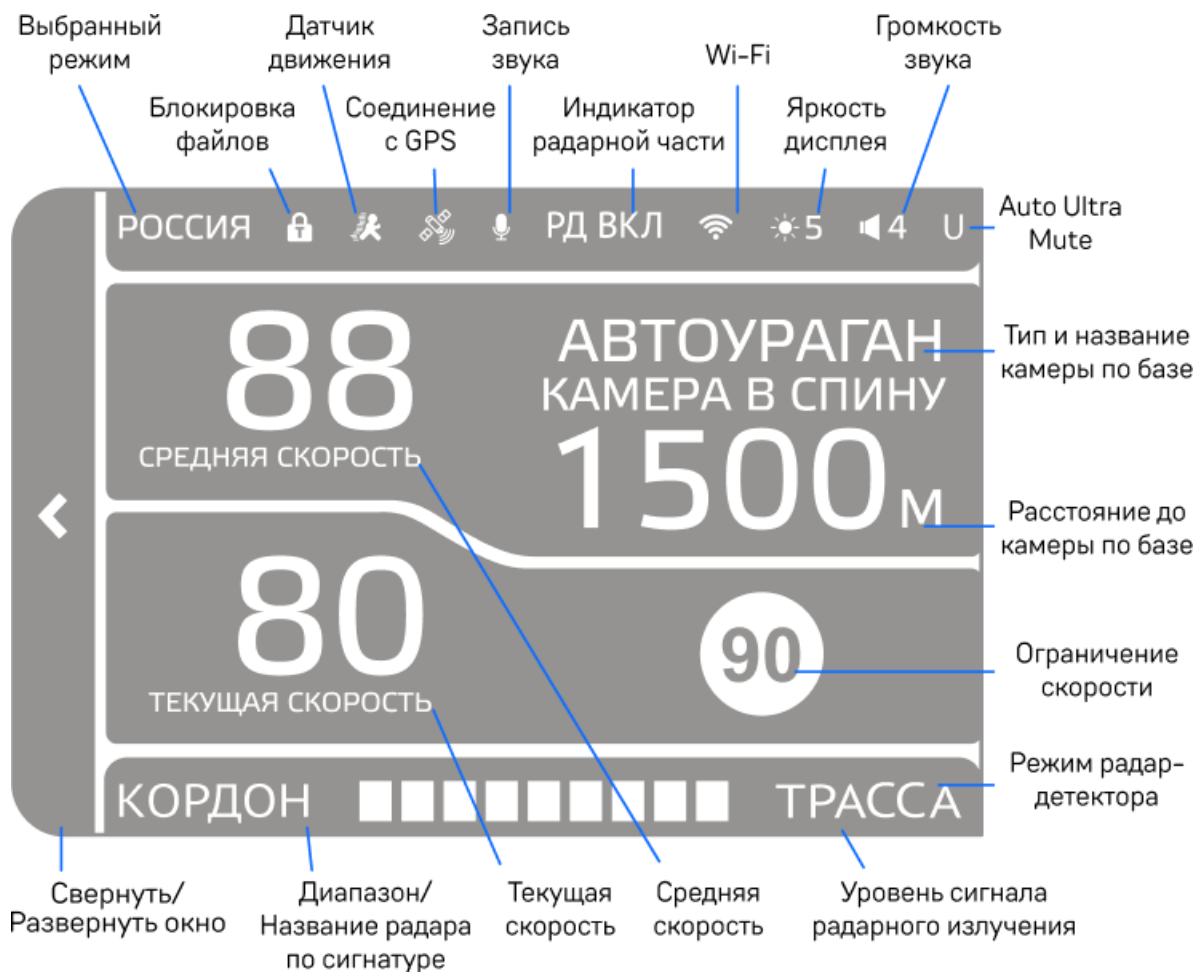 Выбранный
режим
Датчик
движения
Запись
звука
Wi-Fi
Громкость
звука
Блокировка
файлов
Соединение
с GPS
Индикатор
радарной части
Яркость
дисплея
Auto Ultra
Mute
РОССИЯ РД ВКЛ 5 4 U
88
СРЕДНЯЯ СКОРОСТЬ
АВТОУРАГАН
КАМЕРА В СПИНУ
1500 м
Тип и название
камеры по базе
Расстояние до
камеры по базе
80
ТЕКУЩАЯ СКОРОСТЬ
90
Ограничение
скорости
КОРДОН ТРАССА
Режим радар-
детектора
Свернуть/
Развернуть окно
Диапазон/
Название радара
по сигнатуре
Текущая
скорость
Средняя
скорость
Уровень сигнала
радарного излучения